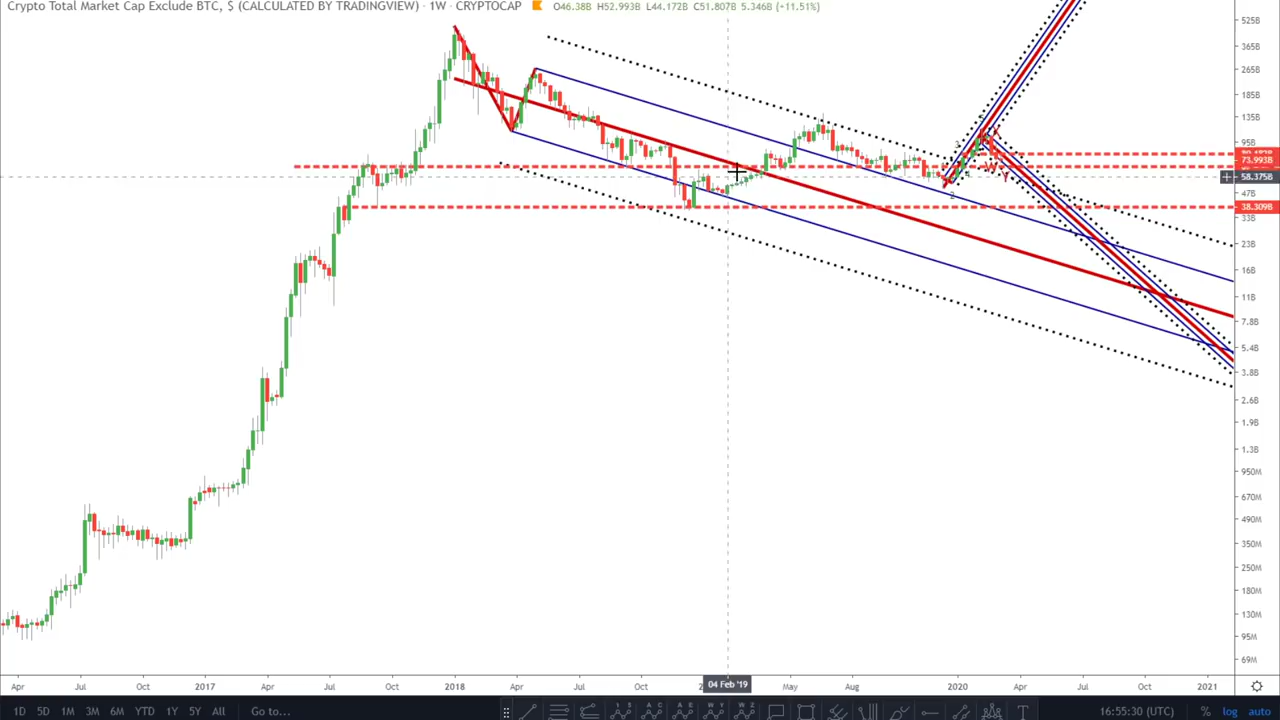 Crypto Total Market Cap Exclude BTC, $ (CALCULATED BY TRADINGVIEW) · 1W · CRYPTOCAP O46.38B H52.993B L44.172B C51.807B 5.346B (+11.51%)
525B
365B
265B
185B
135B
95B
73.993B
58.375B
47B
38.309B
33B
23B
16B
11B
7.8B
5.4B
3.8B
2.6B
1.9B
1.3B
950M
670M
490M
350M
250M
180M
130M
95M
69M
2
W
Y
Apr Jul Oct 2017 Apr Jul Oct 2018 Apr Jul Oct 04 Feb '19 May Aug 2020 Apr Jul Oct 2021
1D 5D 1M 3M 6M YTD 1Y 5Y All Go to... 16:55:30 (UTC) % log auto